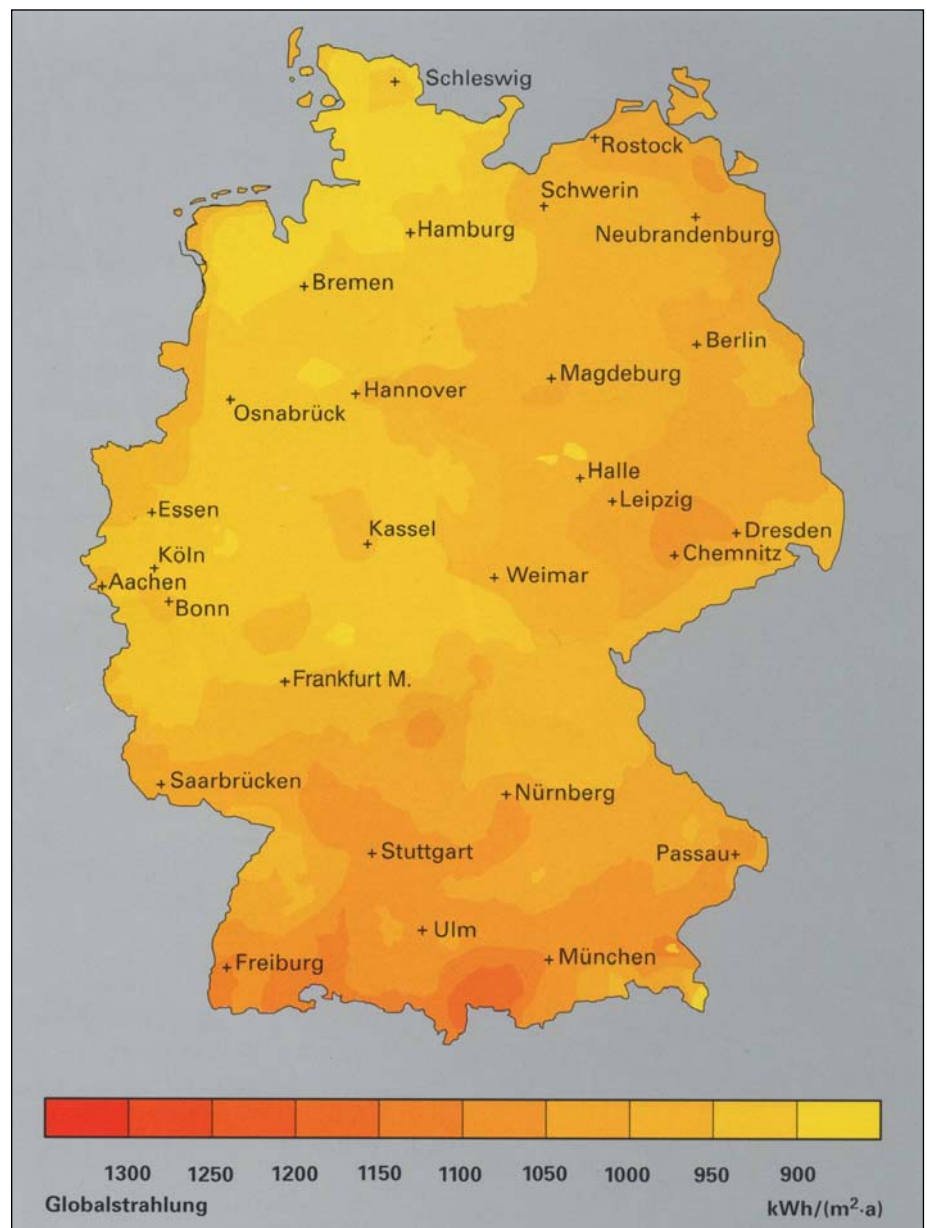 Schleswig
Rostock
Schwerin
Neubrandenburg
Hamburg
Bremen
Berlin
Magdeburg
Hannover
Osnabrück
Halle
Leipzig
Essen
Kassel
Dresden
Chemnitz
Köln
Weimar
Aachen
Bonn
Frankfurt M.
Saarbrücken
Nürnberg
Stuttgart
Passau
Ulm
München
Freiburg
1300 1250 1200 1150 1100 1050 1000 950 900
Globalstrahlung kWh/(m²·a)